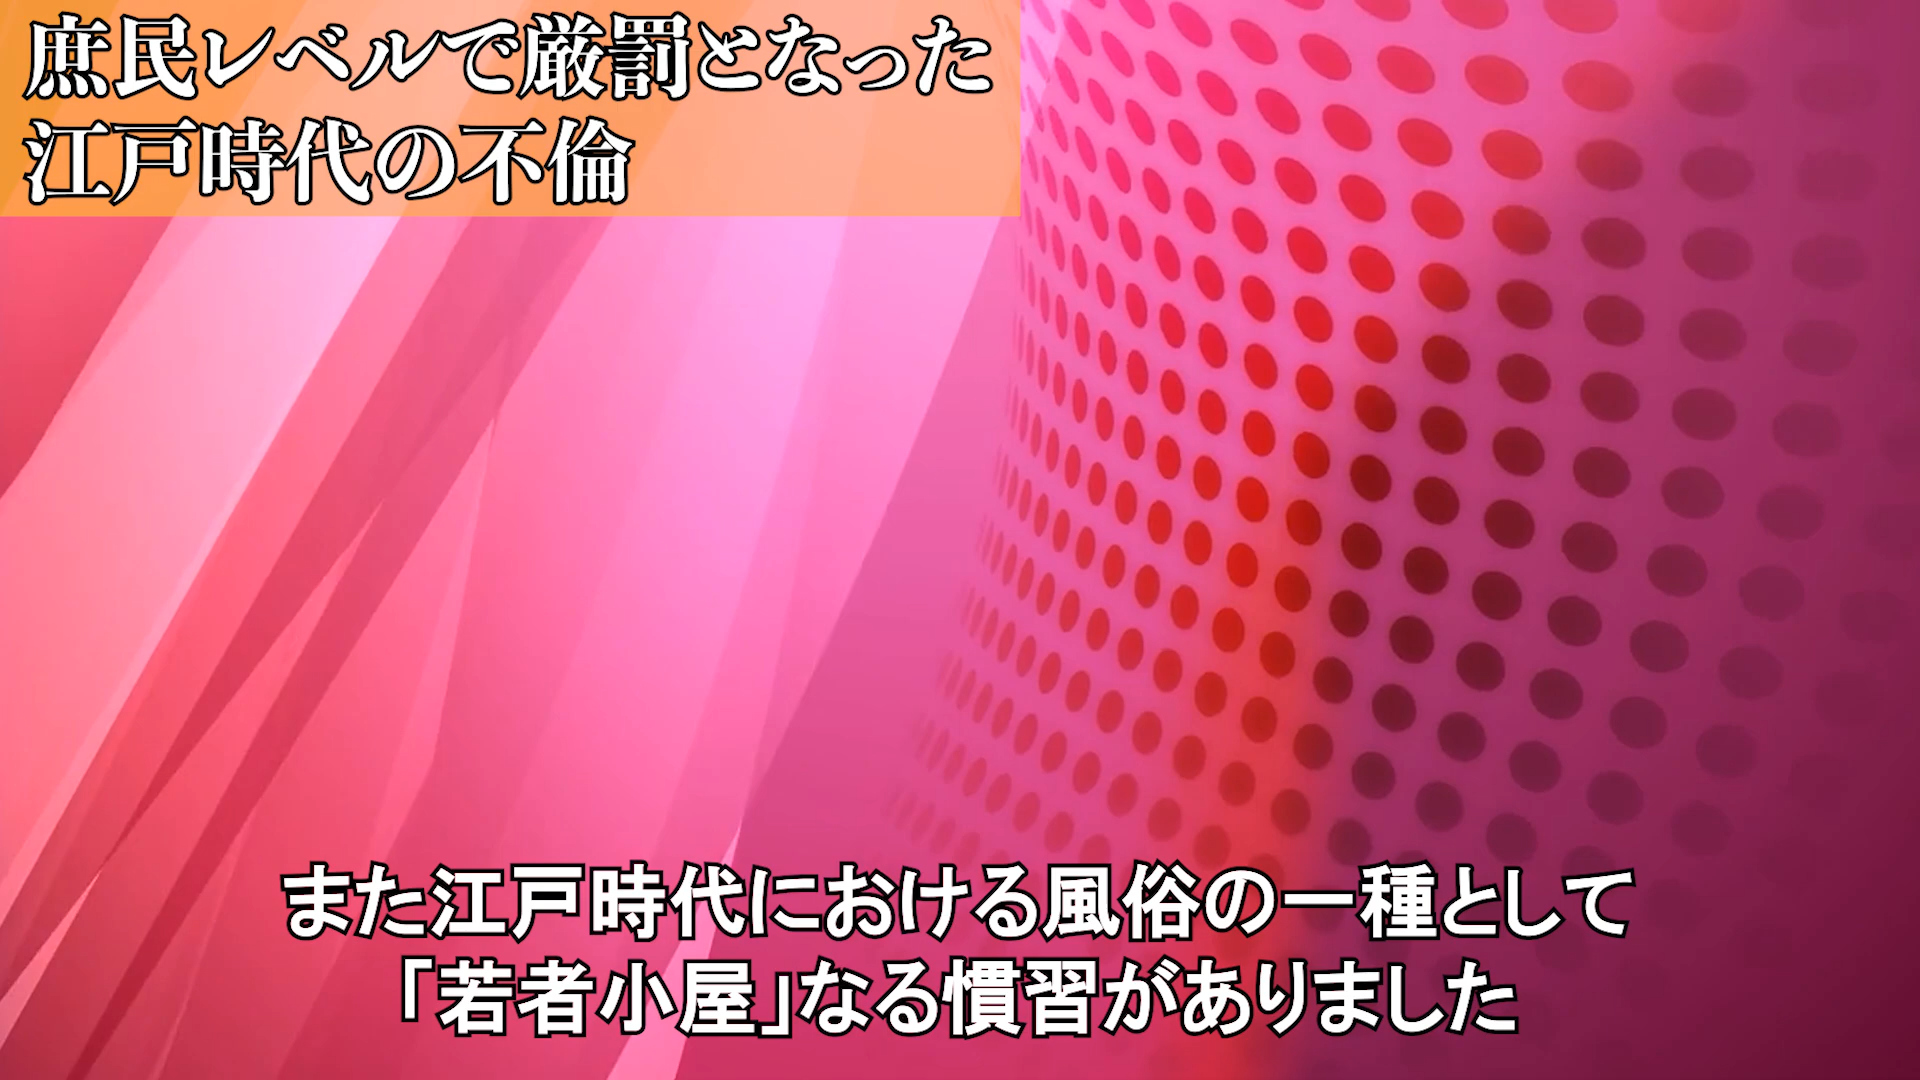 庶民レベルで厳罰となった
江戸時代の不倫
また江戸時代における風俗の一種として
「若者小屋」なる慣習がありました